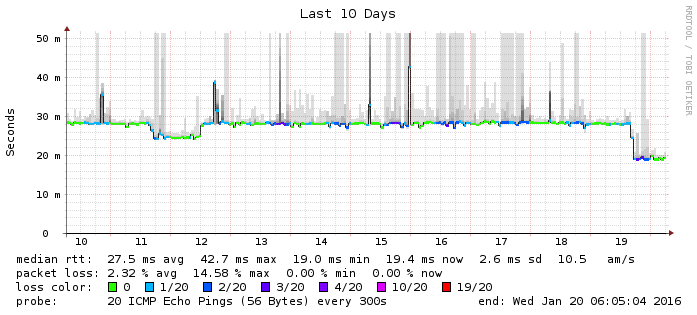 Last 10 Days
RRDTOOL / TOBI OETIKER
Seconds
50 m
40 m
30 m
20 m
10 m
0
10 11 12 13 14 15 16 17 18 19
median rtt: 27.5 ms avg 42.7 ms max 19.0 ms min 19.4 ms now 2.6 ms sd 10.5 am/s
packet loss: 2.32 % avg 14.58 % max 0.00 % min 0.00 % now
loss color: 0 1/20 2/20 3/20 4/20 10/20 19/20
probe: 20 ICMP Echo Pings (56 Bytes) every 300s end: Wed Jan 20 06:05:04 2016